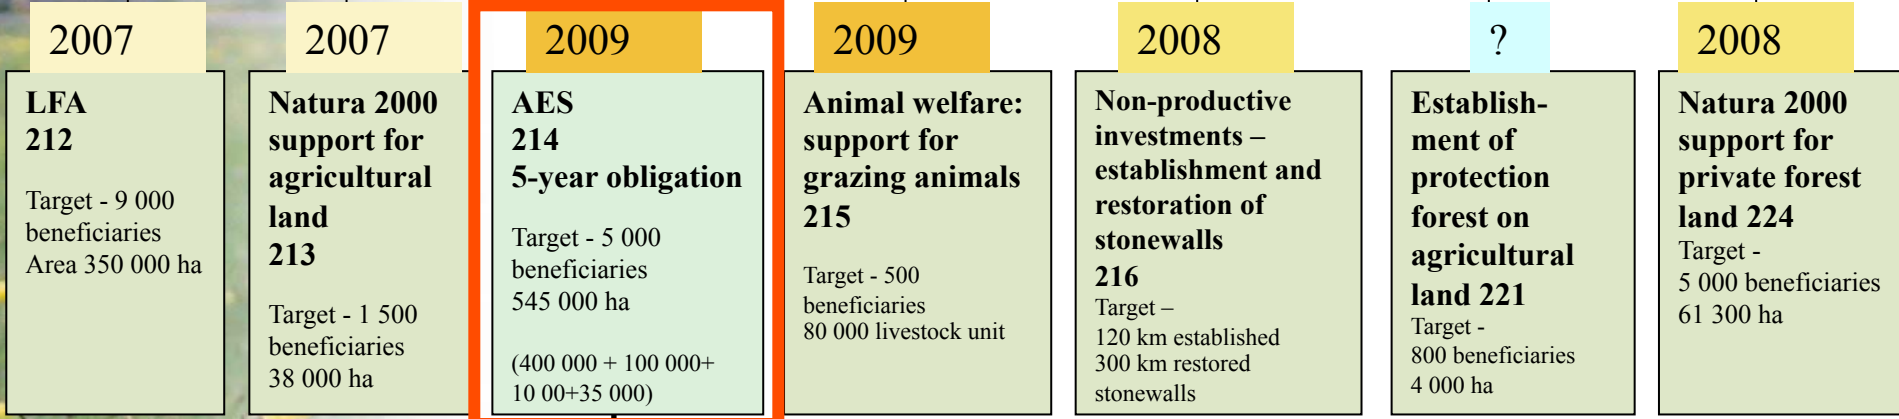 2007
LFA
212
Target - 9 000
beneficiaries
Area 350 000 ha
2007
Natura 2000
support for
agricultural
land
213
Target - 1 500
beneficiaries
38 000 ha
2009
AES
214
5-year obligation
Target - 5 000
beneficiaries
545 000 ha
(400 000 + 100 000+
10 00+35 000)
2009
Animal welfare:
support for
grazing animals
215
Target - 500
beneficiaries
80 000 livestock unit
2008
Non-productive
investments –
establishment and
restoration of
stonewalls
216
Target –
120 km established
300 km restored
stonewalls
?
Establish-
ment of
protection
forest on
agricultural
land 221
Target -
800 beneficiaries
4 000 ha
2008
Natura 2000
support for
private forest
land 224
Target -
5 000 beneficiaries
61 300 ha